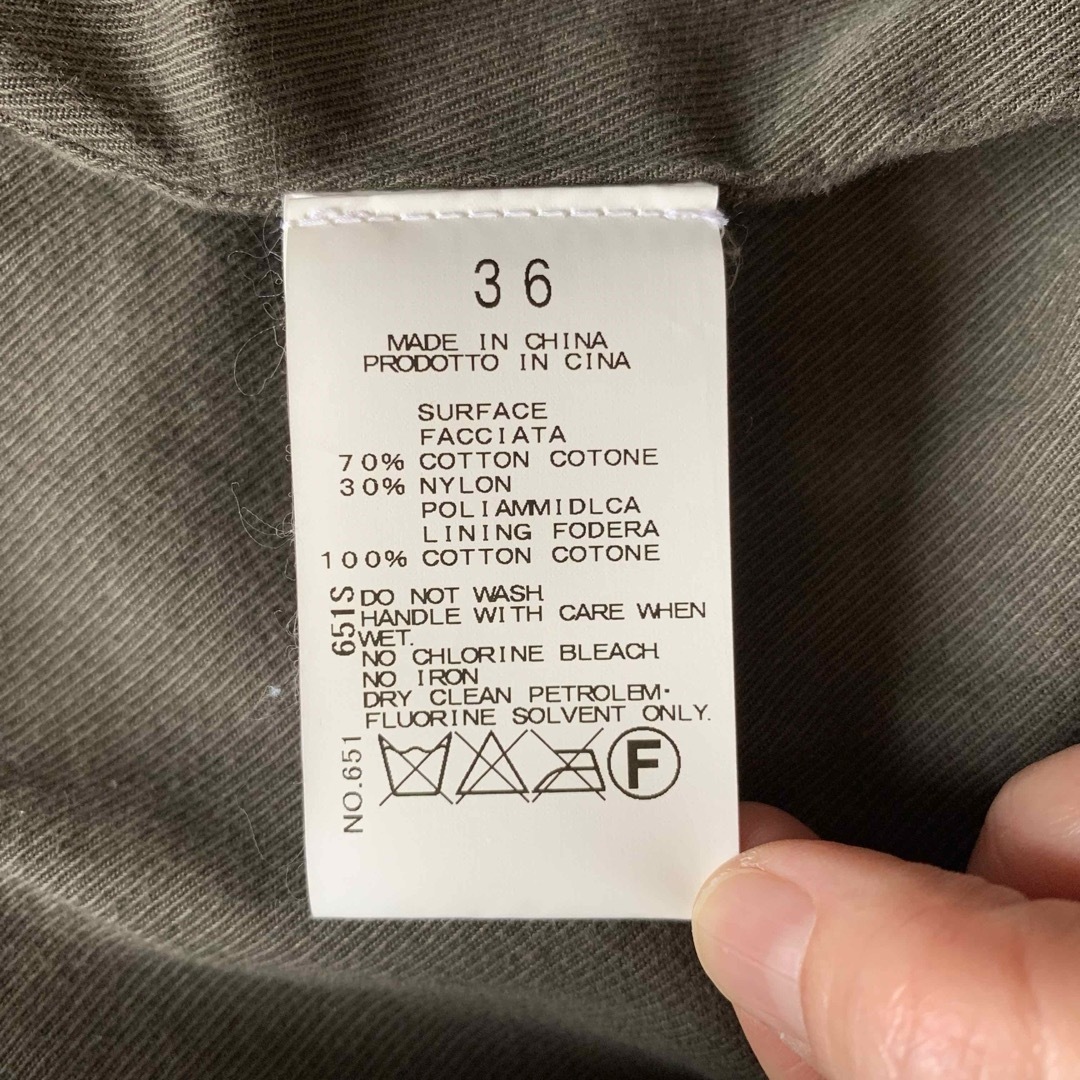 36
MADE IN CHINA
PRODOTTO IN CINA
SURFACE
FACCIATA
70% COTTON COTONE
30% NYLON
POLIAMMIDLCA
LINING FODERA
100% COTTON COTONE
651S
DO NOT WASH
HANDLE WITH CARE WHEN
WET.
NO CHLORINE BLEACH
NO IRON
DRY CLEAN PETROLEM·
FLUORINE SOLVENT ONLY.
NO.651
F